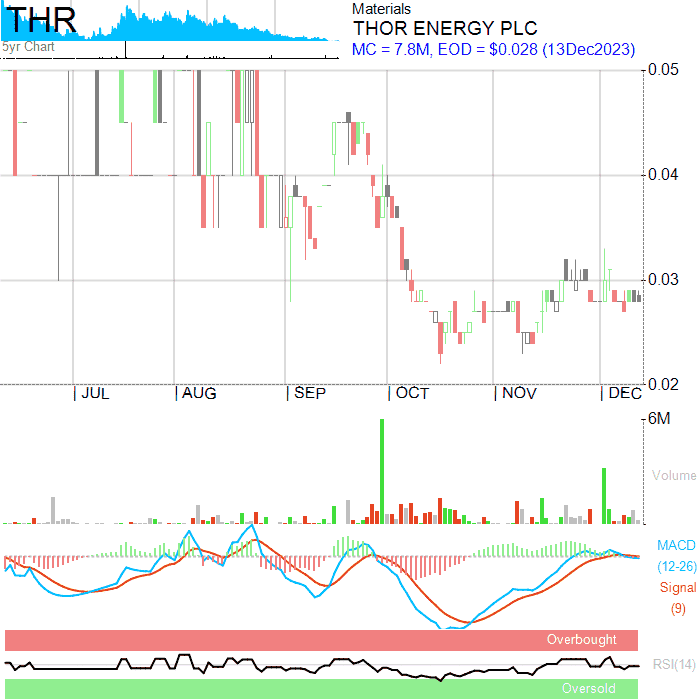 THR
5yr Chart
Materials
THOR ENERGY PLC
MC = 7.8M, EOD = $0.028 (13Dec2023)
0.05
0.04
0.03
0.02
JUL AUG SEP OCT NOV DEC
6M
Volume
MACD
(12-26)
Signal
(9)
Overbought
RSI(14)
Oversold